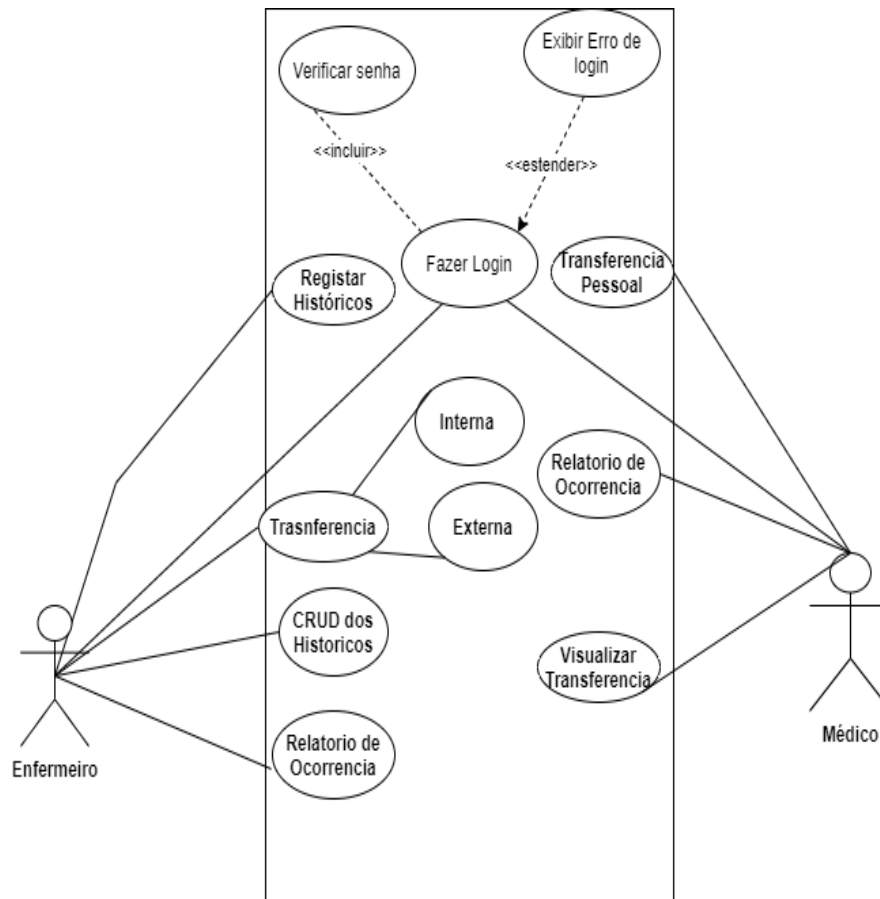 Verificar senha
Exibir Erro de
login
<<incluir>>
<<estender>>
Fazer Login
Registar
Históricos
Transferencia
Pessoal
Interna
Relatorio de
Ocorrencia
Trasnferencia
Externa
CRUD dos
Historicos
Visualizar
Transferencia
Relatorio de
Ocorrencia
Enfermeiro
Médico